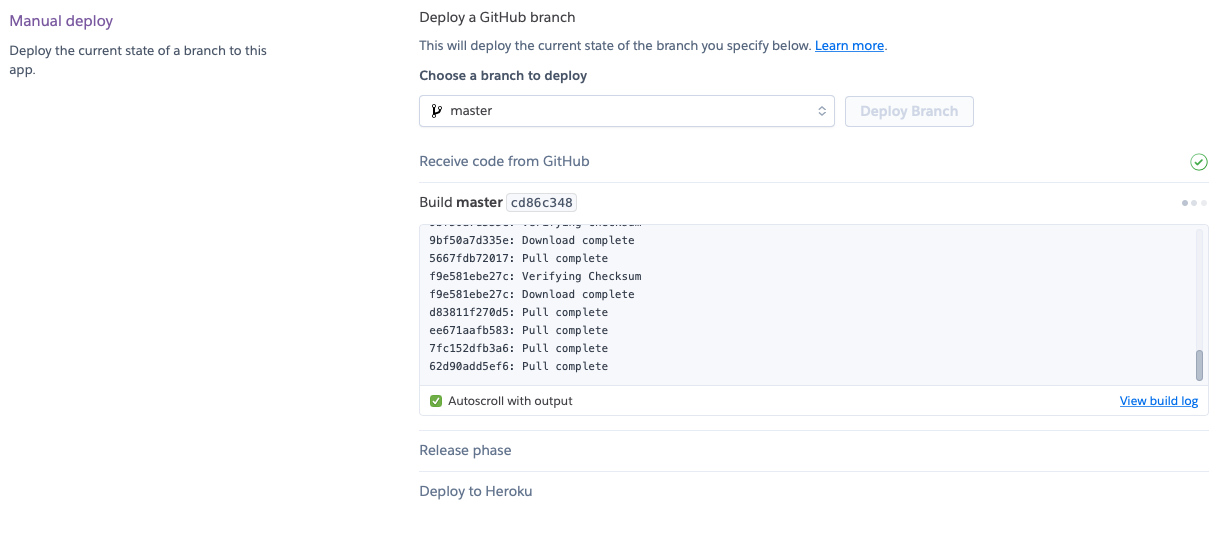 Manual deploy
Deploy the current state of a branch to this
app.
Deploy a GitHub branch
This will deploy the current state of the branch you specify below. Learn more.
Choose a branch to deploy
master
Deploy Branch
Receive code from GitHub
Build master cd86c348
9bf50a7d335e: Download complete
5667fdb72017: Pull complete
f9e581ebe27c: Verifying Checksum
f9e581ebe27c: Download complete
d83811f270d5: Pull complete
ee671aafb583: Pull complete
7fc152dfb3a6: Pull complete
62d90add5ef6: Pull complete
Autoscroll with output
View build log
Release phase
Deploy to Heroku